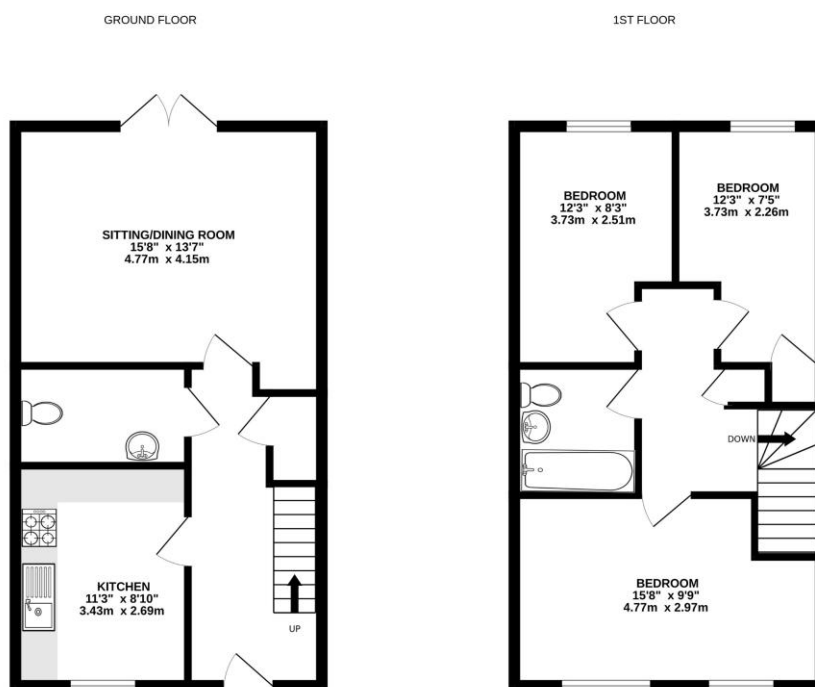 GROUND FLOOR
SITTING/DINING ROOM
15'8" x 13'7"
4.77m x 4.15m
KITCHEN
11'3" x 8'10"
3.43m x 2.69m
UP
1ST FLOOR
BEDROOM
12'3" x 8'3"
3.73m x 2.51m
BEDROOM
12'3" x 7'5"
3.73m x 2.26m
DOWN
BEDROOM
15'8" x 9'9"
4.77m x 2.97m